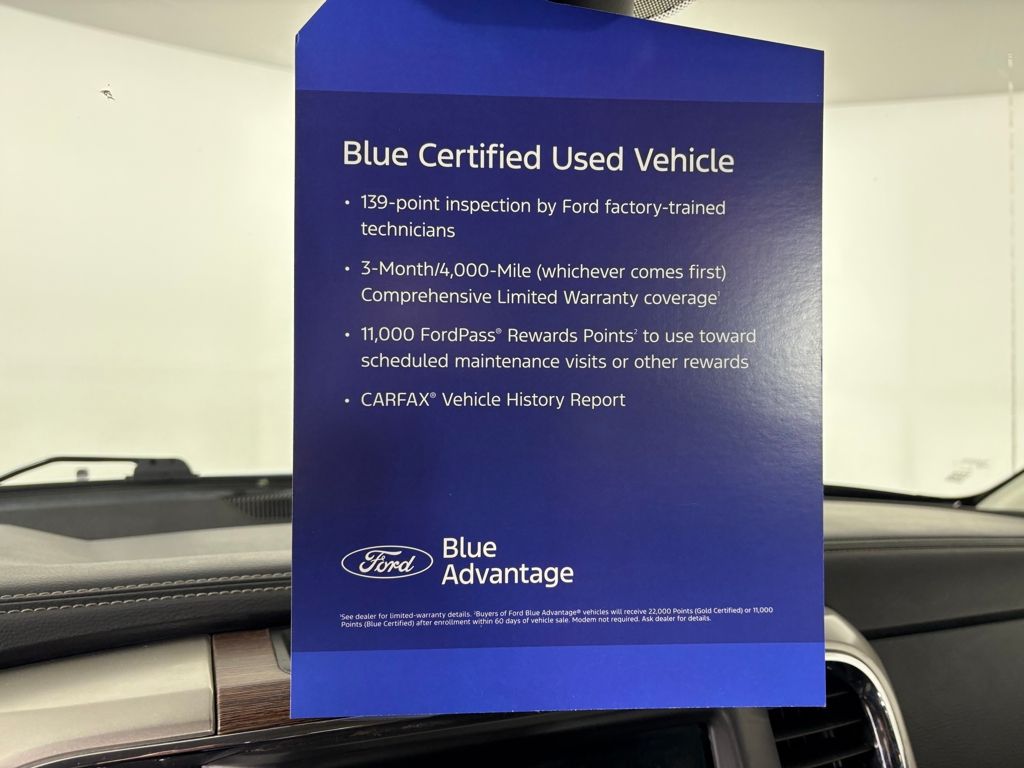 Blue Certified Used Vehicle
• 139-point inspection by Ford factory-trained
technicians
• 3-Month/4,000-Mile (whichever comes first)
Comprehensive Limited Warranty coverage¹
• 11,000 FordPass® Rewards Points² to use toward
scheduled maintenance visits or other rewards
• CARFAX® Vehicle History Report
Ford
Blue
Advantage
¹See dealer for limited-warranty details. ²Buyers of Ford Blue Advantage® vehicles will receive 22,000 Points (Gold Certified) or 11,000
Points (Blue Certified) after enrollment within 60 days of vehicle sale. Modem not required. Ask dealer for details.